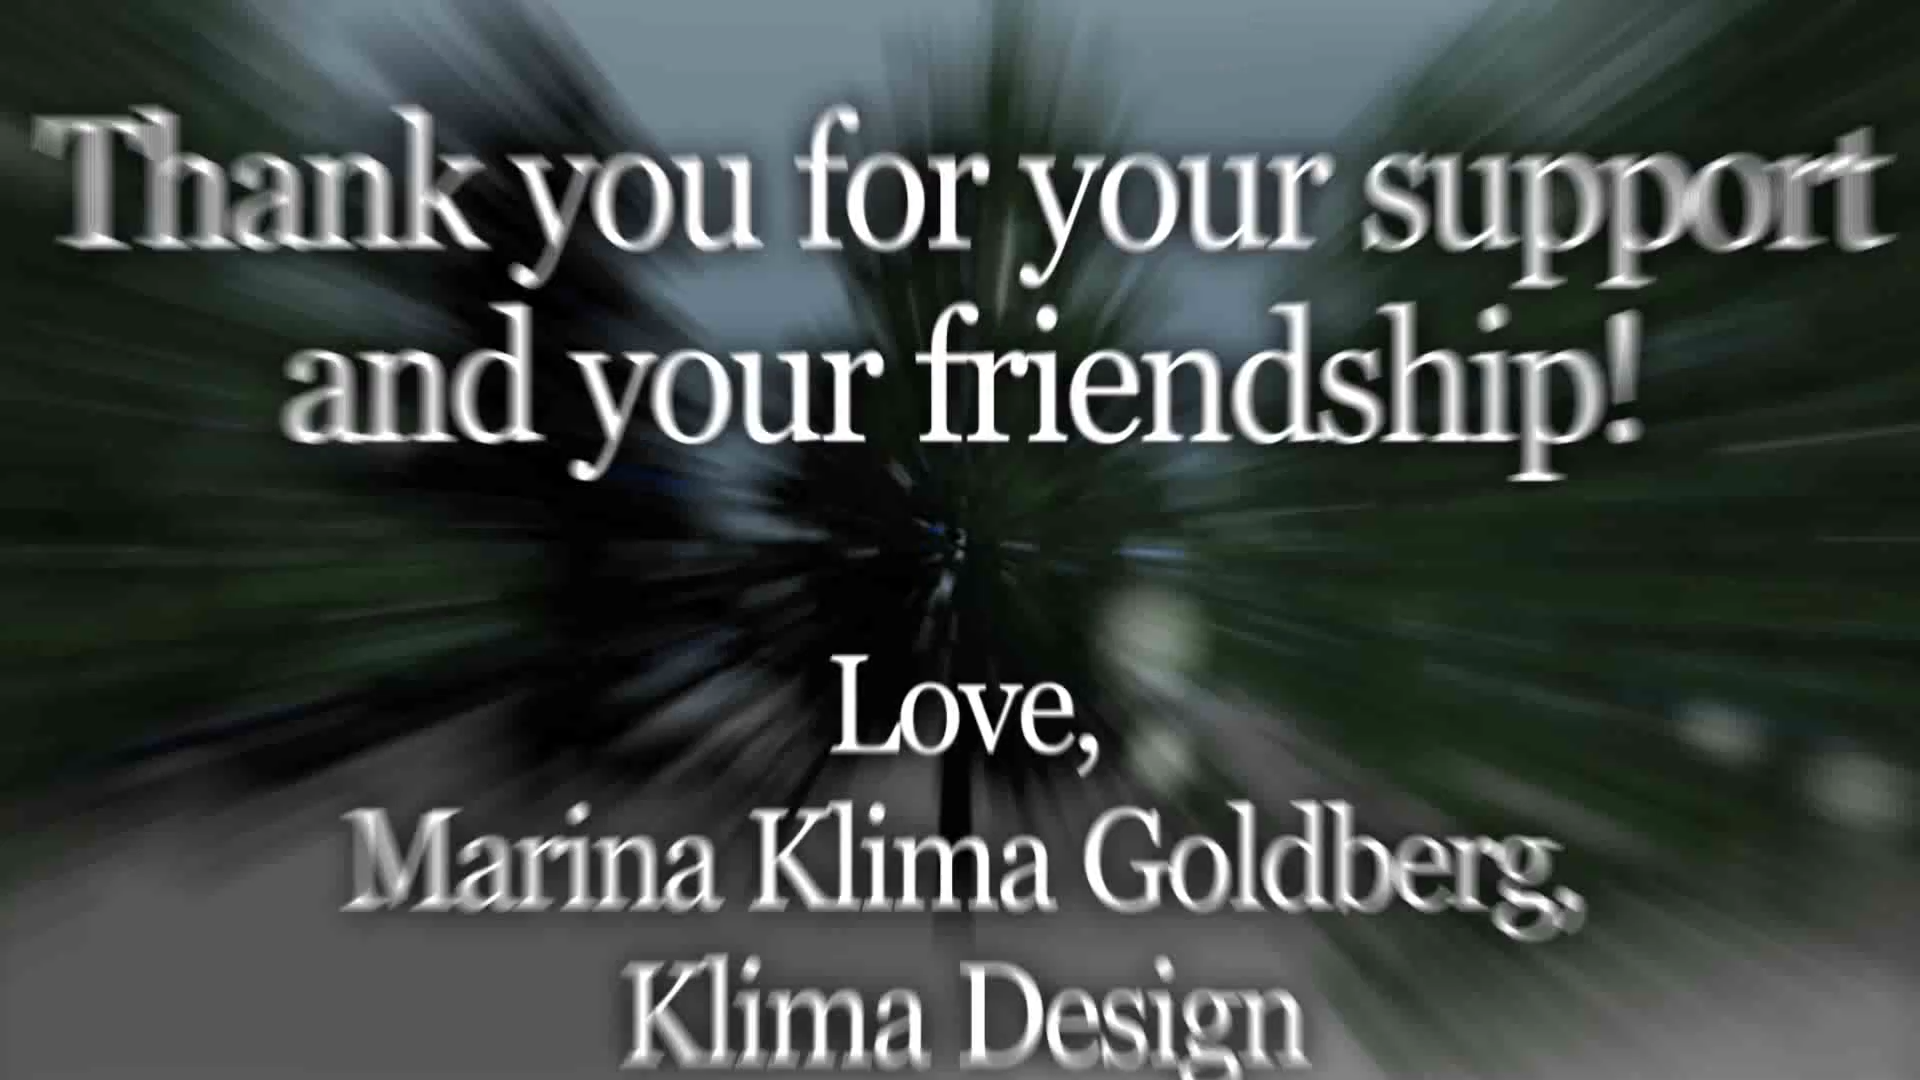 Thank you for your support
and your friendship!
Love,
Marina Klima Goldberg,
Klima Design